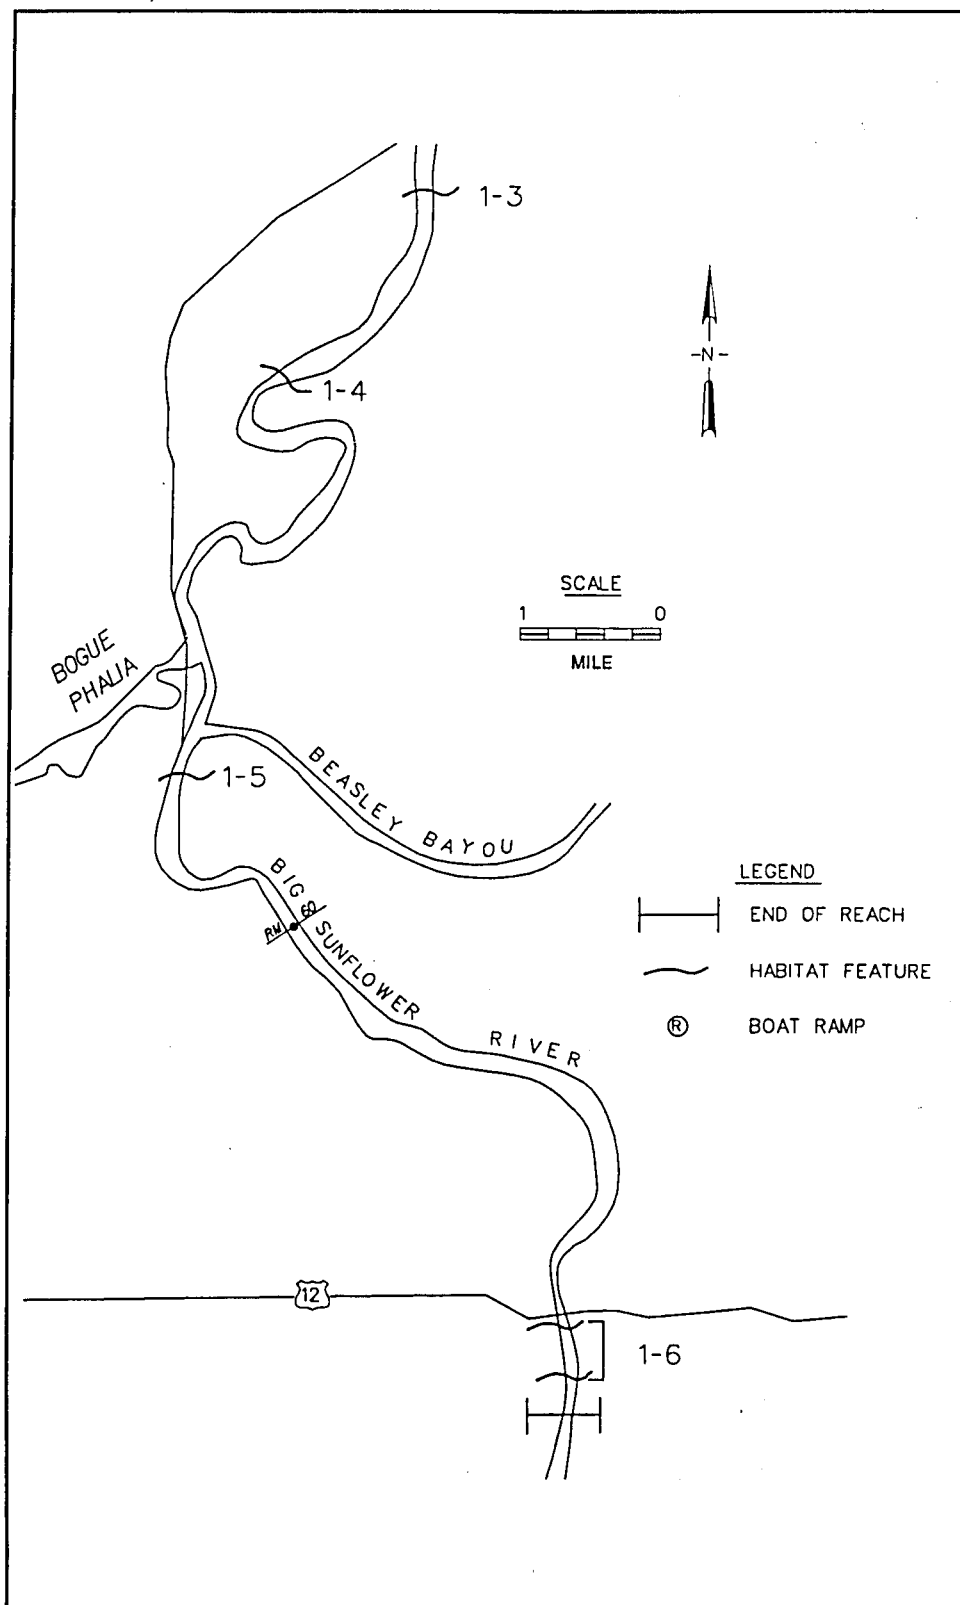 1-3
-N-
1-4
SCALE
1 0
MILE
BOGUE
PHALIA
1-5
BEASLEY BAYOU
BIG SUNFLOWER RIVER
RM 60
LEGEND
END OF REACH
HABITAT FEATURE
R BOAT RAMP
12
1-6